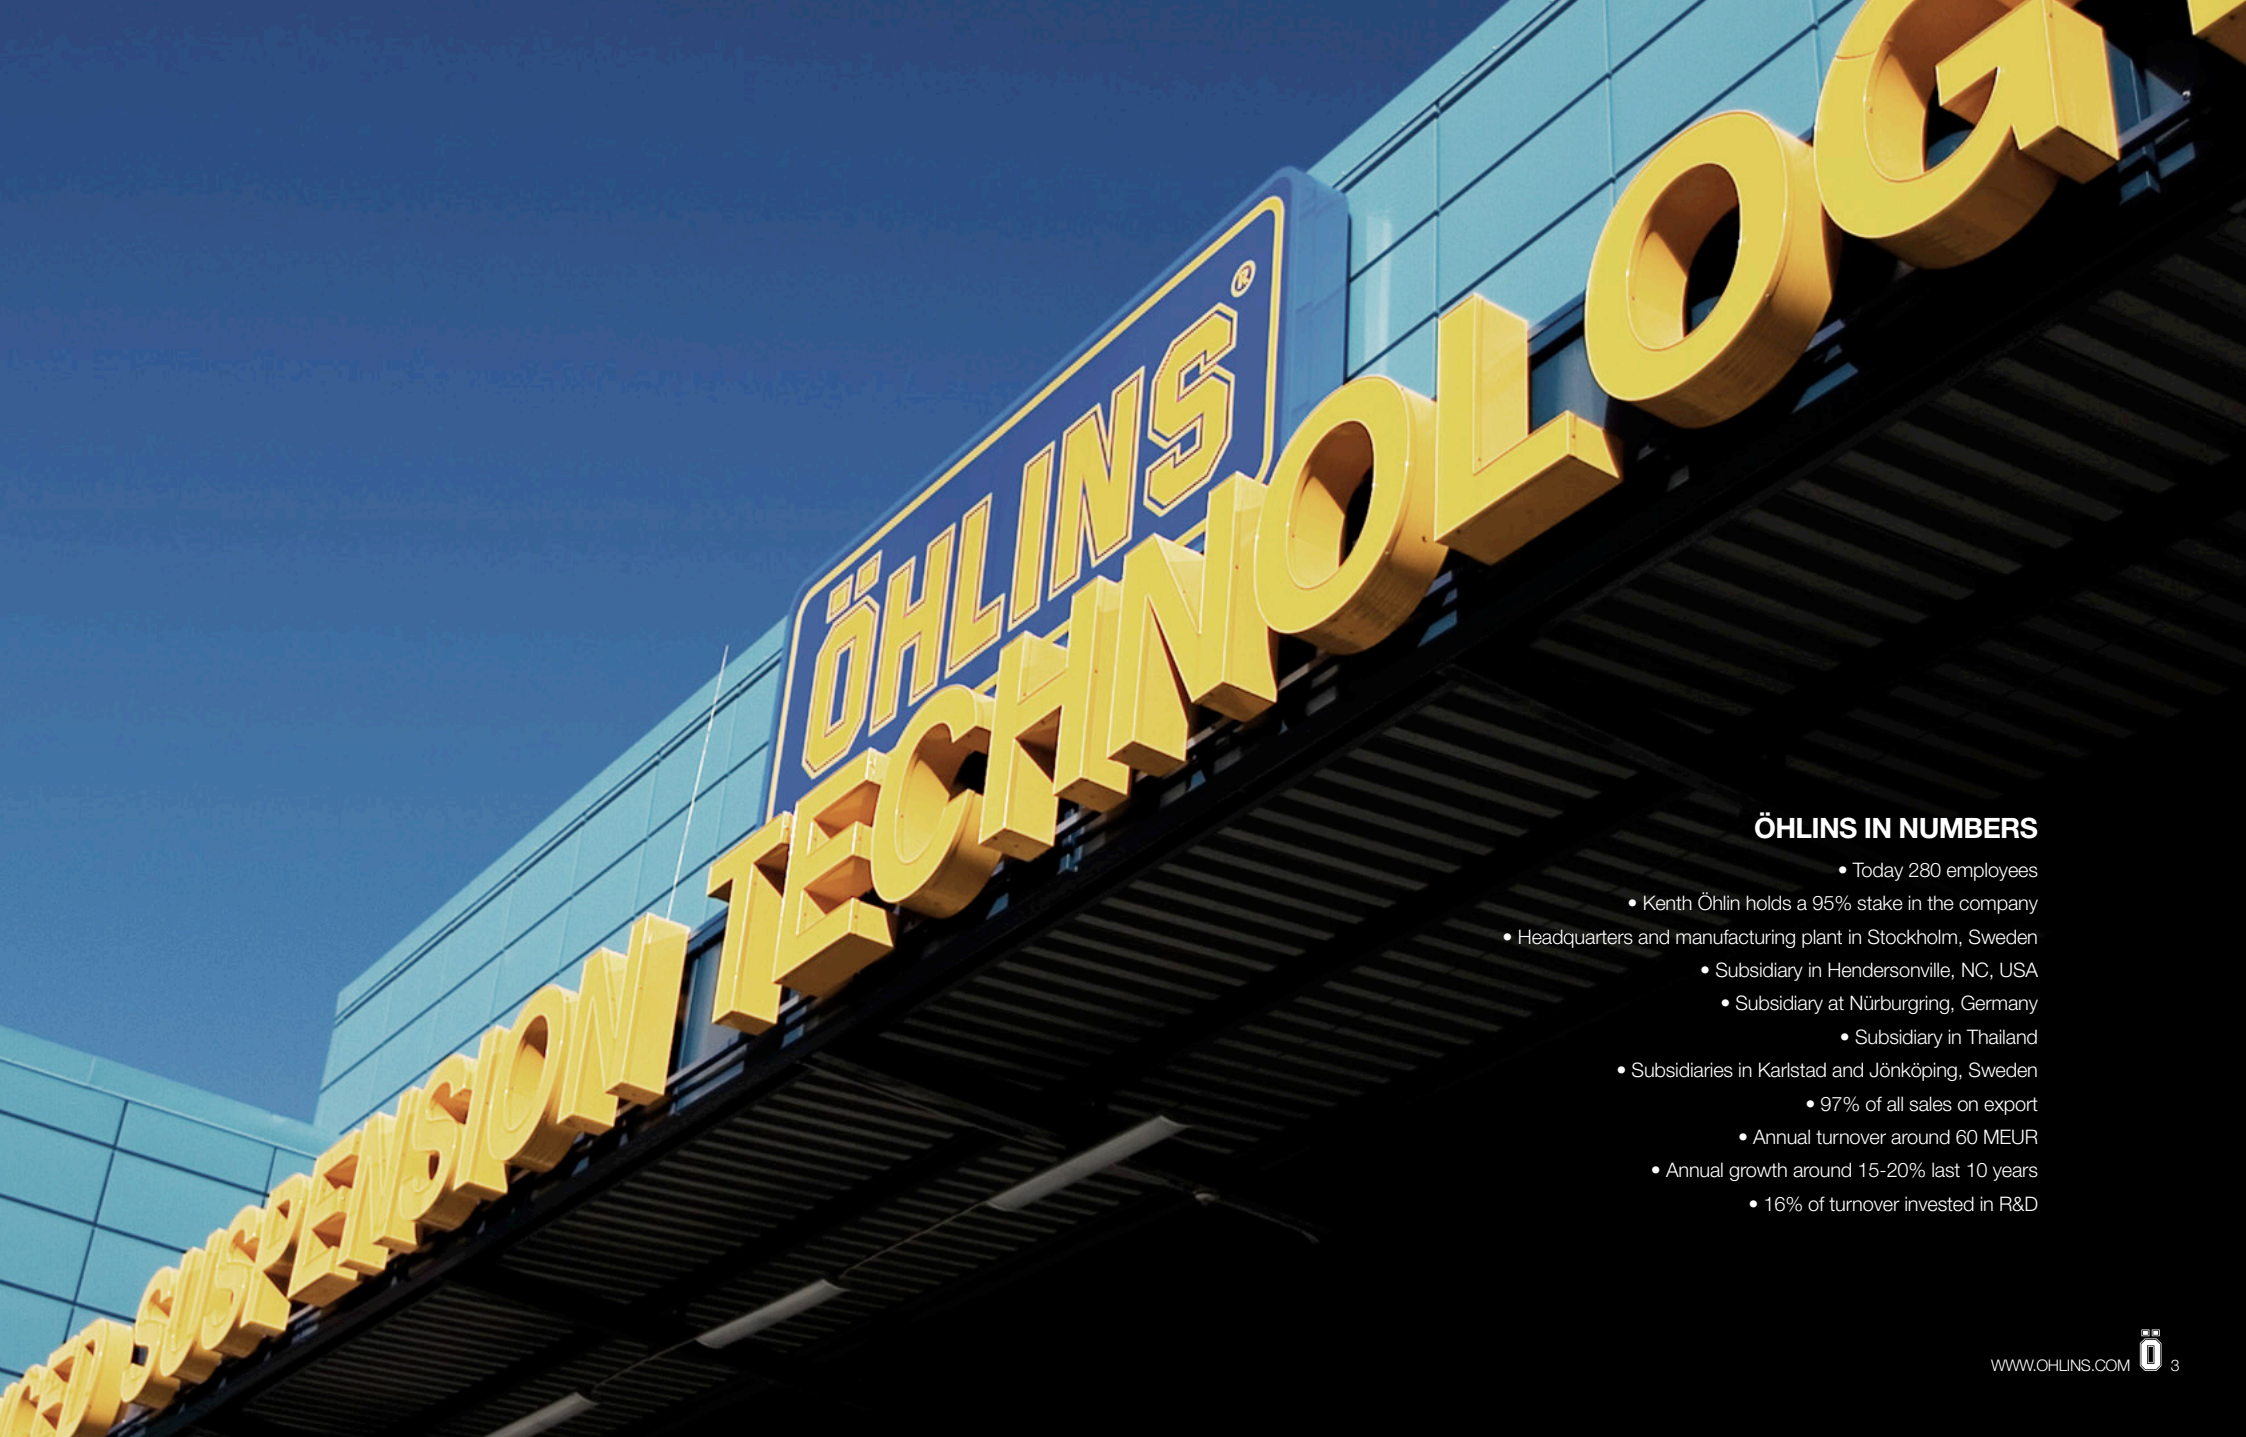 ÖHLINS®
SUSPENSION TECHNOLOG
ÖHLINS IN NUMBERS
• Today 280 employees
• Kenth Öhlin holds a 95% stake in the company
• Headquarters and manufacturing plant in Stockholm, Sweden
• Subsidiary in Hendersonville, NC, USA
• Subsidiary at Nürburgring, Germany
• Subsidiary in Thailand
• Subsidiaries in Karlstad and Jönköping, Sweden
• 97% of all sales on export
• Annual turnover around 60 MEUR
• Annual growth around 15-20% last 10 years
• 16% of turnover invested in R&D
WWW.OHLINS.COM Ö 3